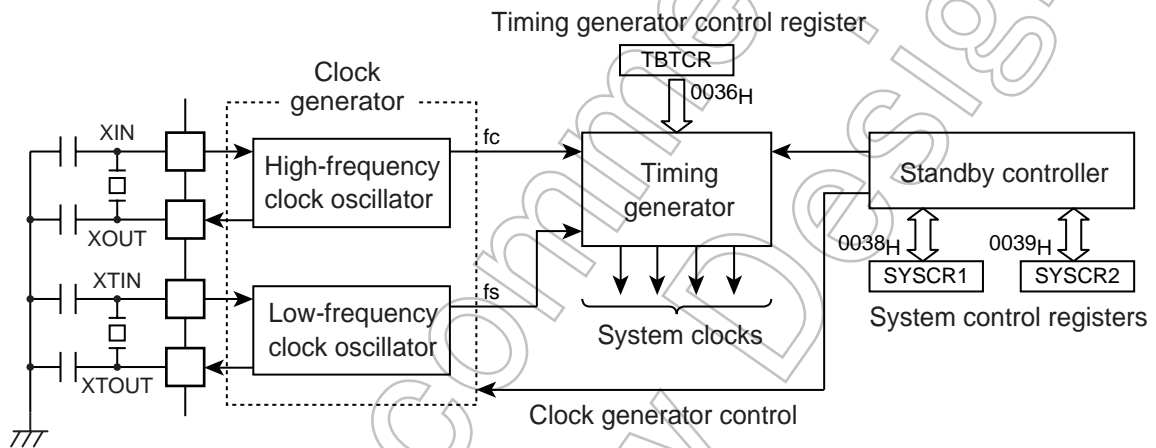 Timing generator control register
TBTCR
0036H
Clock
generator
XIN
XOUT
XTIN
XTOUT
High-frequency
clock oscillator
fc
Low-frequency
clock oscillator
fs
Timing
generator
System clocks
Standby controller
0038H
0039H
SYSCR1
SYSCR2
System control registers
Clock generator control
comme
Desig